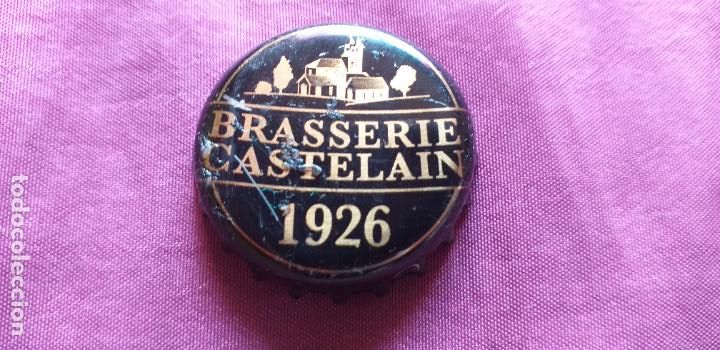 BRASSERIE
CASTELAIN
1926
todocoleccion